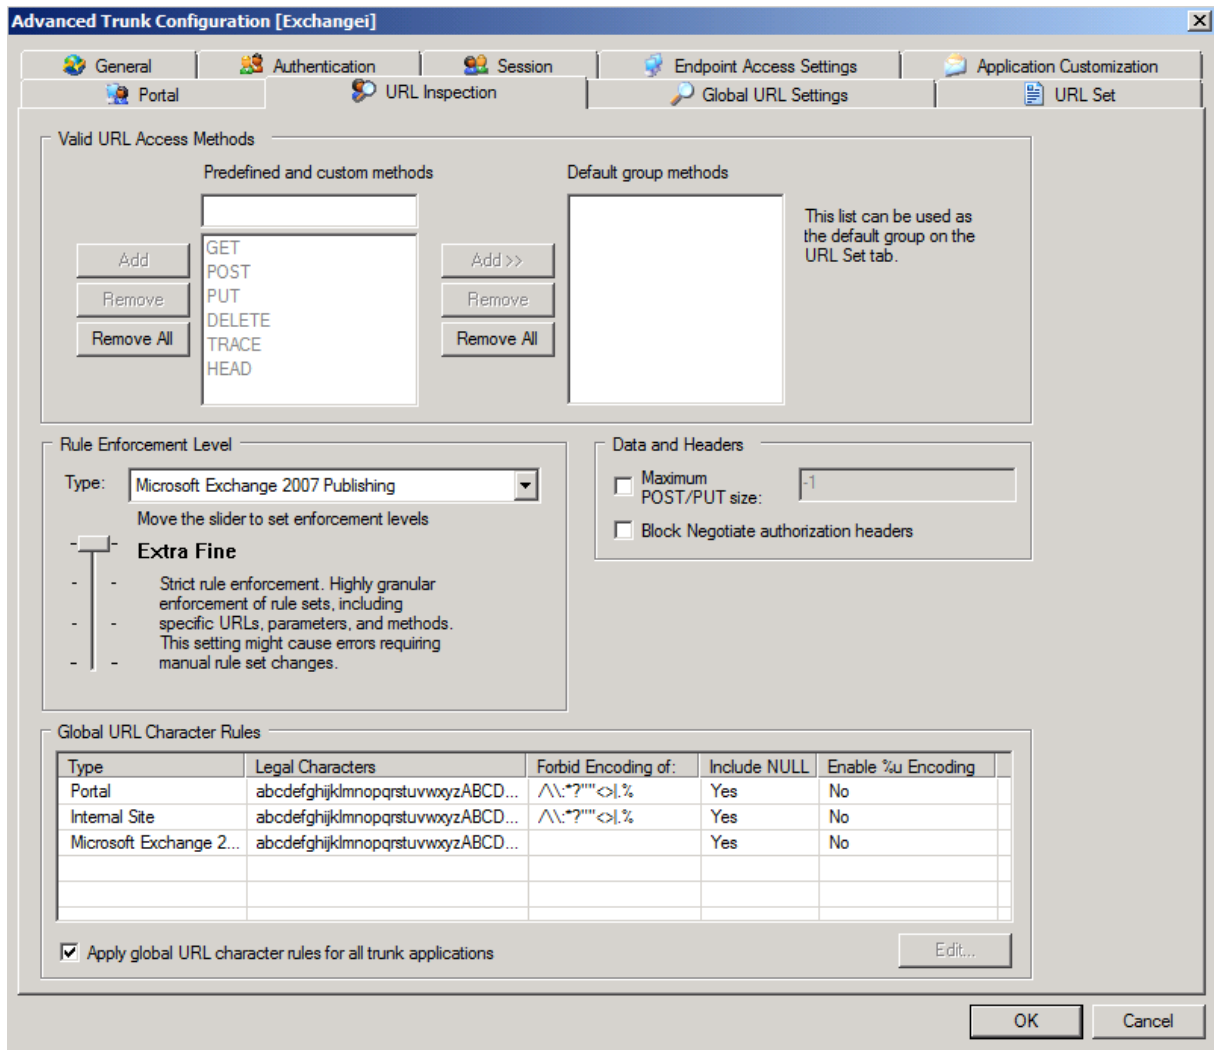 Advanced Trunk Configuration [Exchangei]
General
Authentication
Session
Endpoint Access Settings
Application Customization
Portal
URL Inspection
Global URL Settings
URL Set
Valid URL Access Methods
Predefined and custom methods
Default group methods
This list can be used as
the default group on the
URL Set tab.
Add
Remove
Remove All
GET
POST
PUT
DELETE
TRACE
HEAD
Add >>
Remove
Remove All
Rule Enforcement Level
Type: Microsoft Exchange 2007 Publishing
Move the slider to set enforcement levels
Extra Fine
Strict rule enforcement. Highly granular
enforcement of rule sets, including
specific URLs, parameters, and methods.
This setting might cause errors requiring
manual rule set changes.
Data and Headers
Maximum
POST/PUT size: -1
Block Negotiate authorization headers
Global URL Character Rules
Type Legal Characters Forbid Encoding of: Include NULL Enable %u Encoding
Portal abcdefghijklmnopqrstuvwxyzABCD... /\\:*?""<>|.% Yes No
Internal Site abcdefghijklmnopqrstuvwxyzABCD... /\\:*?""<>|.% Yes No
Microsoft Exchange 2... abcdefghijklmnopqrstuvwxyzABCD... Yes No
Apply global URL character rules for all trunk applications
Edit...
OK
Cancel